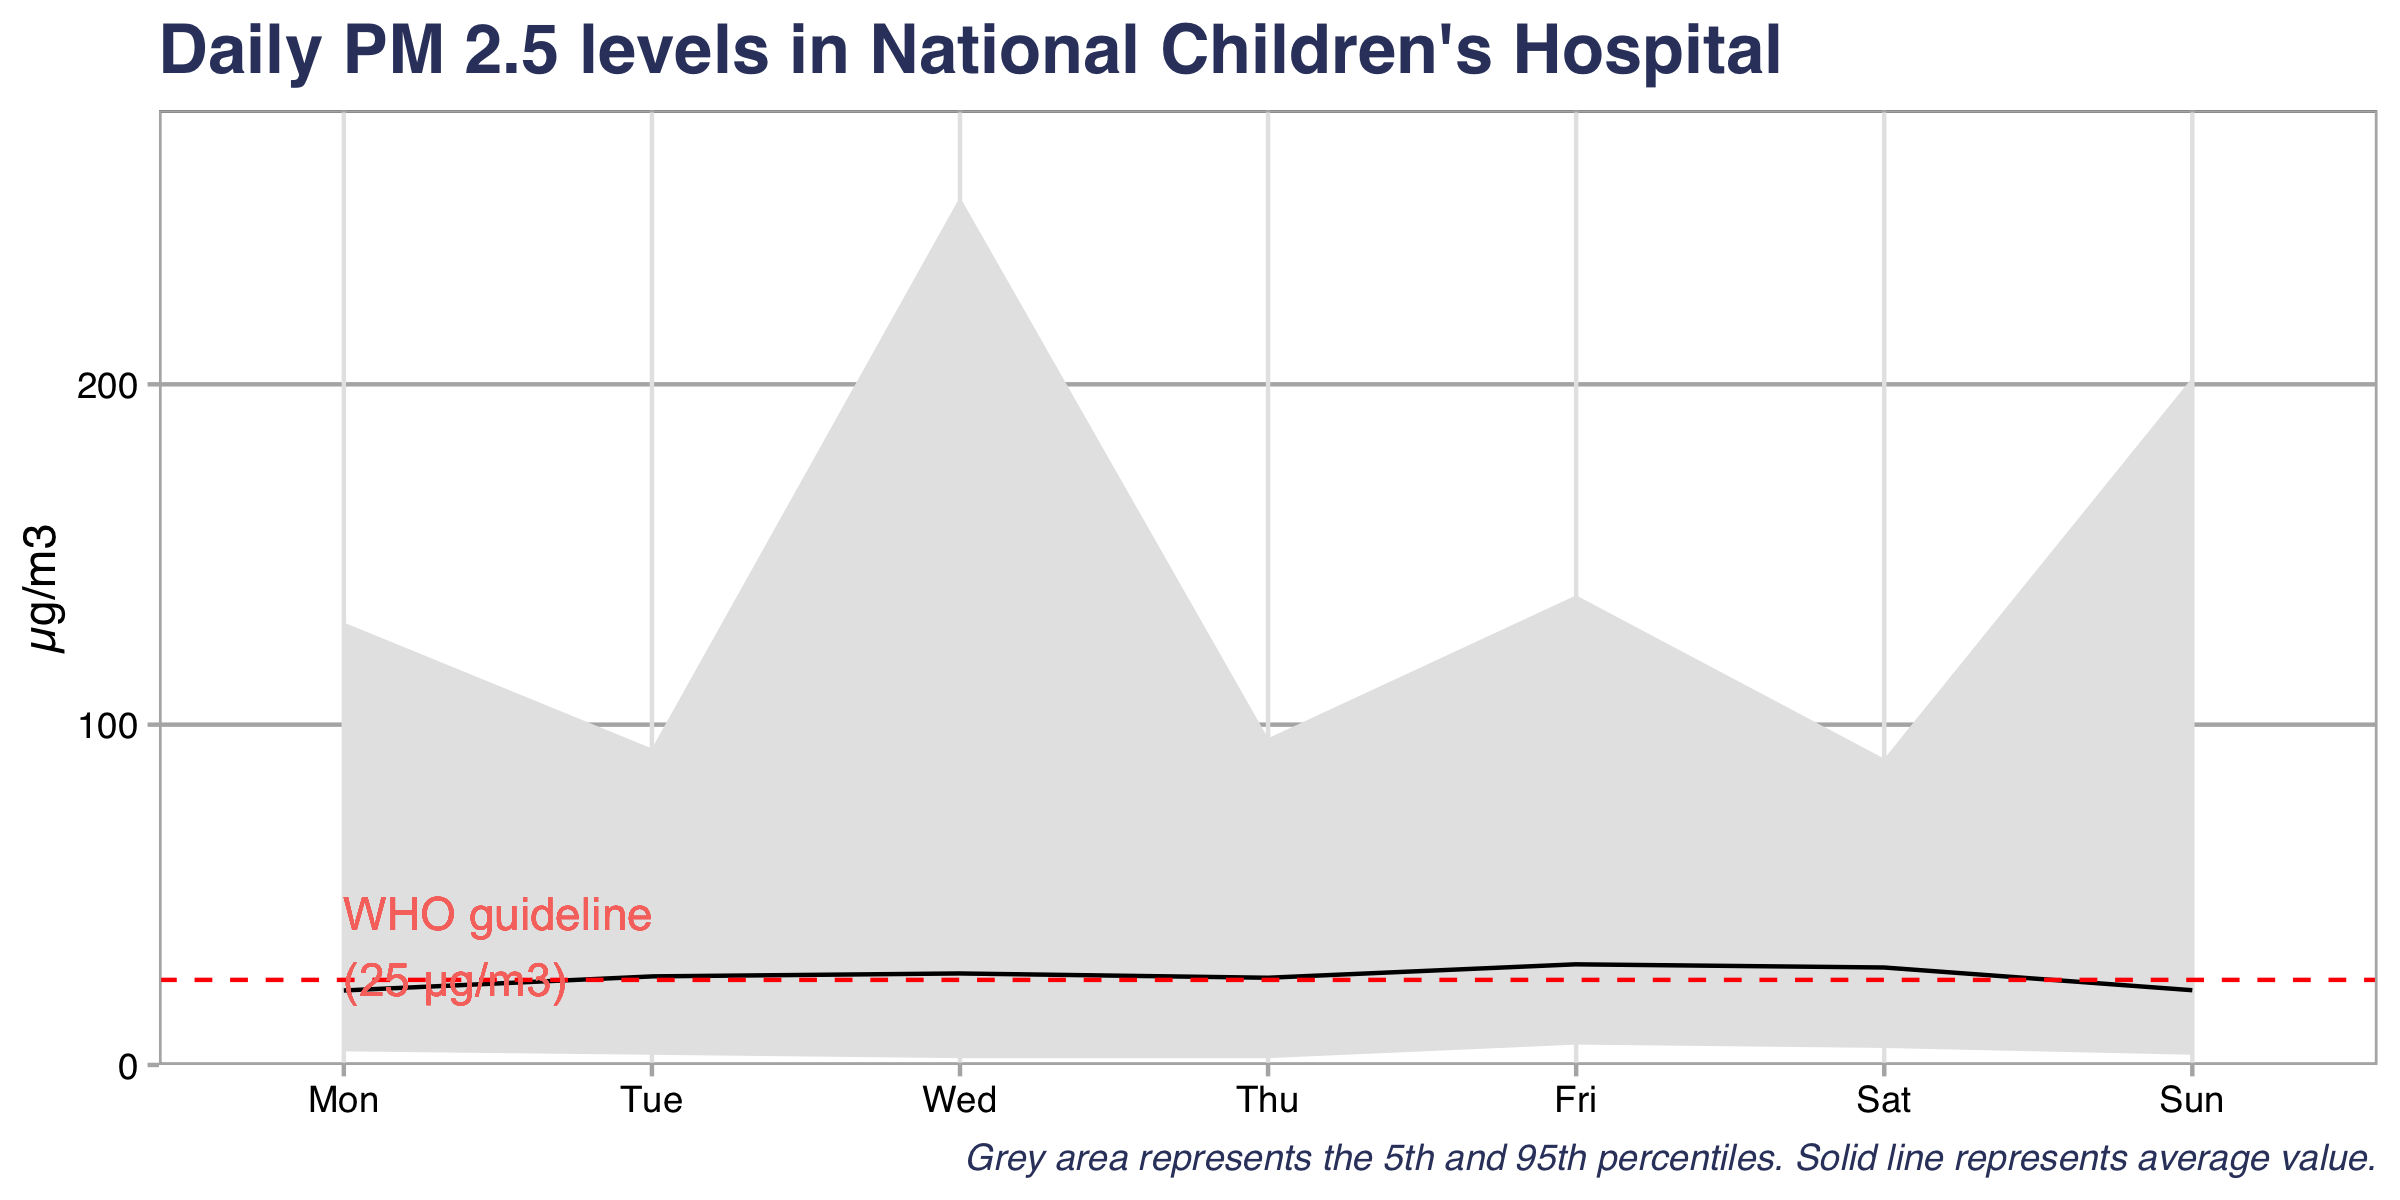 Daily PM 2.5 levels in National Children's Hospital
µg/m3
200
100
0
WHO guideline
(25 µg/m3)
Mon Tue Wed Thu Fri Sat Sun
Grey area represents the 5th and 95th percentiles. Solid line represents average value.